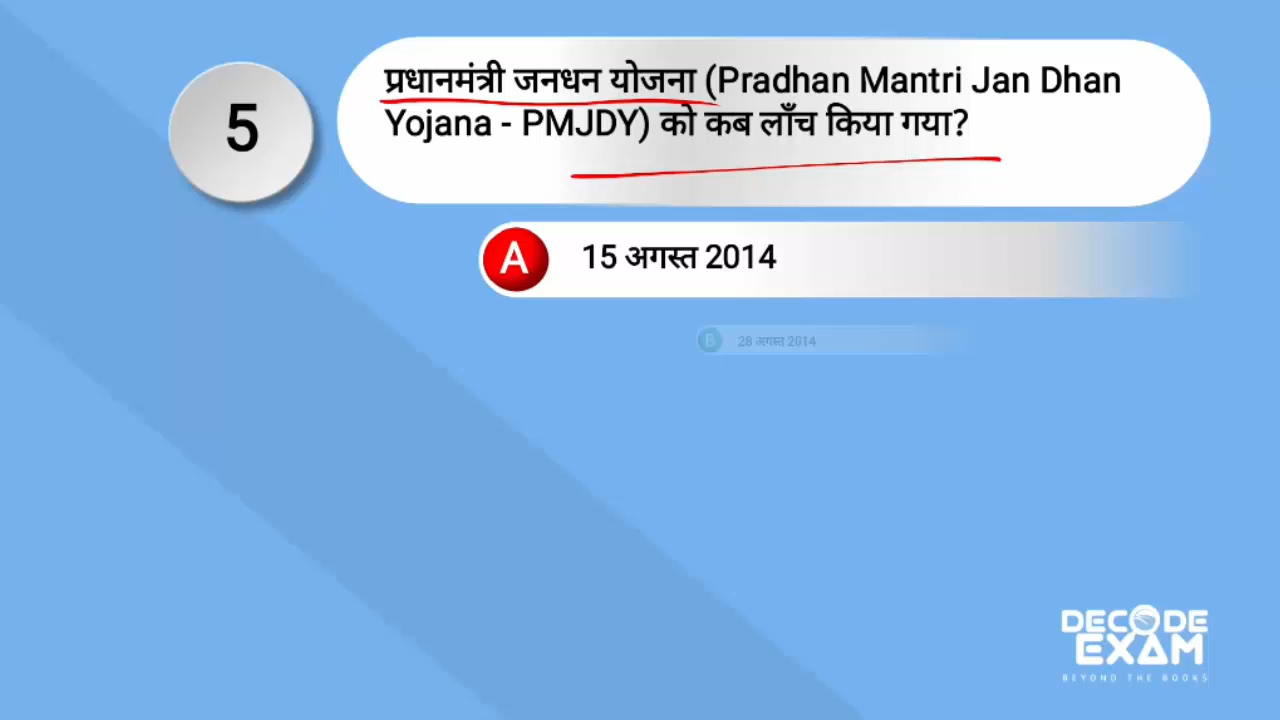 5
प्रधानमंत्री जनधन योजना (Pradhan Mantri Jan Dhan
Yojana - PMJDY) को कब लाँच किया गया?
A 15 अगस्त 2014
B 28 अगस्त 2014
DECODE
EXAM
BEYOND THE BOOKS